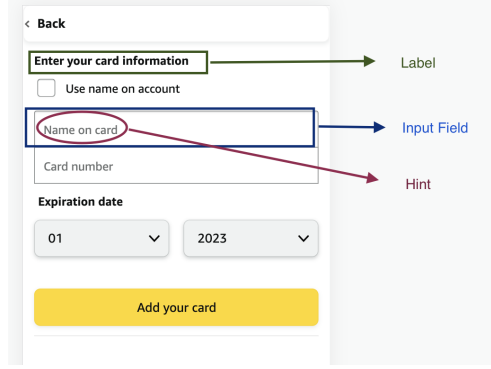 < Back
Enter your card information
Label
Use name on account
Name on card
Input Field
Card number
Hint
Expiration date
01
2023
Add your card